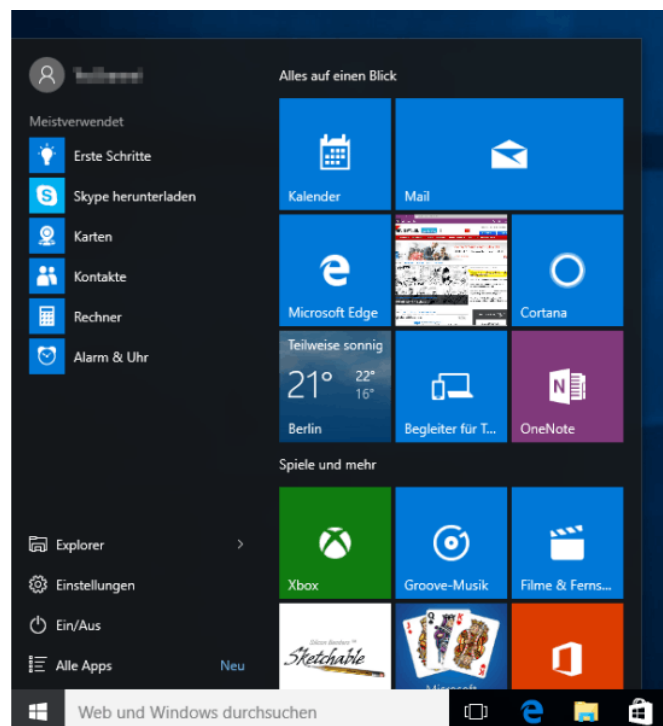 Alles auf einen Blick
Meistverwendet
Erste Schritte
Skype herunterladen
Karten
Kontakte
Rechner
Alarm & Uhr
Explorer
Einstellungen
Ein/Aus
Alle Apps Neu
Kalender Mail
Microsoft Edge Cortana
Teilweise sonnig
21° 22°
16°
Berlin Begleiter für T... OneNote
Spiele und mehr
Xbox Groove-Musik Filme & Ferns...
Sketchable
Microsoft
Web und Windows durchsuchen